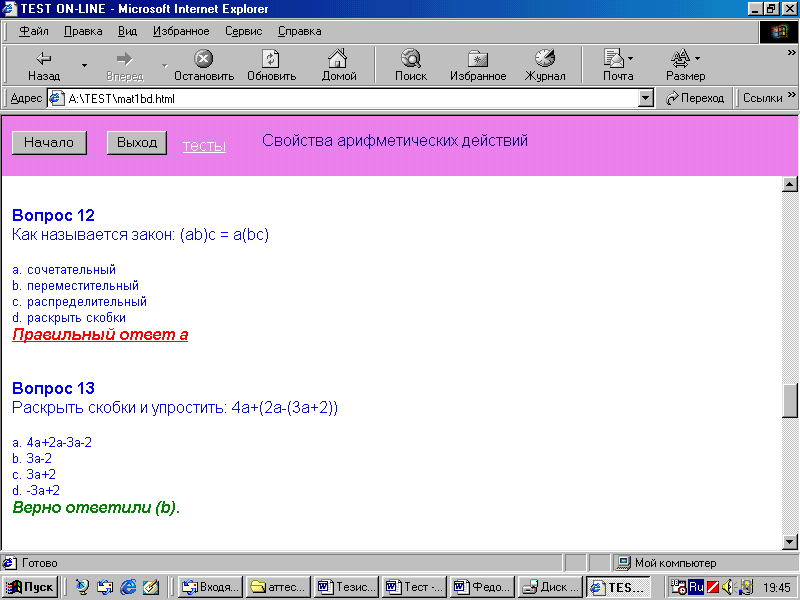 TEST ON-LINE - Microsoft Internet Explorer
Файл Правка Вид Избранное Сервис Справка
Назад Вперед Остановить Обновить Домой Поиск Избранное Журнал Почта Размер »
Адрес A:\TEST\mat1bd.html Переход Ссылки »
Начало Выход тесты Свойства арифметических действий
Вопрос 12
Как называется закон: (ab)c = a(bc)
a. сочетательный
b. переместительный
c. распределительный
d. раскрыть скобки
Правильный ответ a
Вопрос 13
Раскрыть скобки и упростить: 4a+(2a-(3a+2))
a. 4a+2a-3a-2
b. 3a-2
c. 3a+2
d. -3a+2
Верно ответили (b).
Готово Мой компьютер
Пуск Входя... аттес... Тезис... Тест -... Федо... Диск ... TES... Ru 19:45